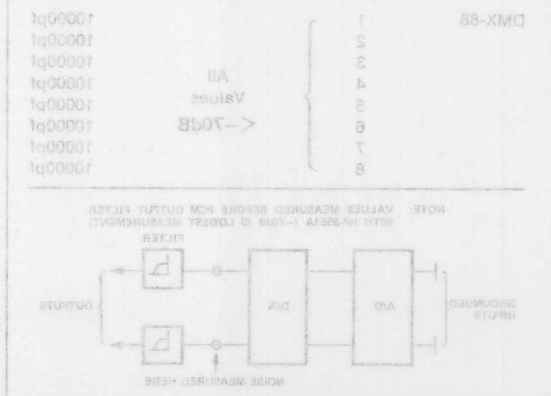 DMX-88 1 10000pf
2 10000pf
3 10000pf
4 All 10000pf
5 Values 10000pf
6 <-70dB 10000pf
7 10000pf
8 10000pf
NOTE: VALUES MEASURED BEFORE PCM OUTPUT FILTER
WITH HP-3561A (-70dB IS LOWEST MEASUREMENT)
FILTER
GROUNDED INPUTS
A/D
D/A
OUTPUTS
NOISE MEASURED HERE